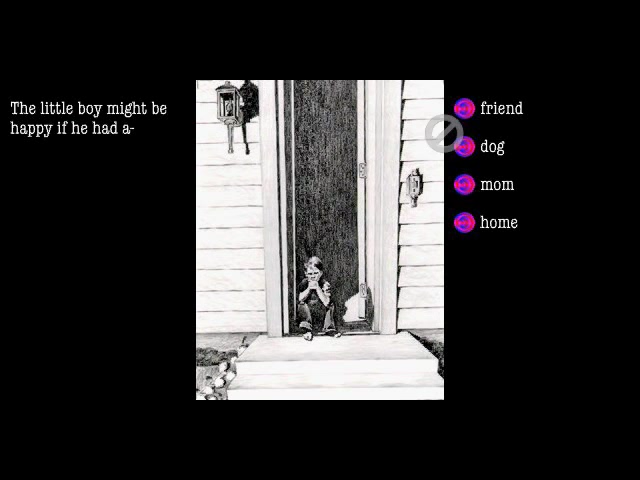 The little boy might be
happy if he had a-
friend
dog
mom
home